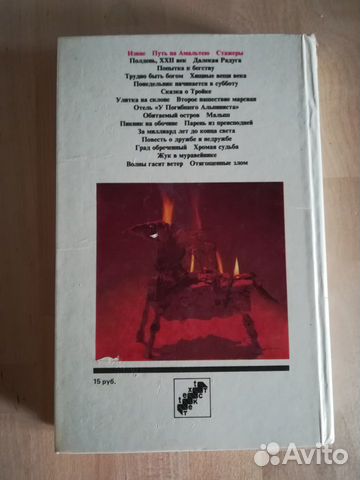 Извне Путь на Амальтею Стажеры
Полдень, XXII век Далекая Радуга
Попытка к бегству
Трудно быть богом Хищные вещи века
Понедельник начинается в субботу
Сказка о Тройке
Улитка на склоне Второе нашествие марсиан
Отель «У Погибшего Альпиниста»
Обитаемый остров Малыш
Пикник на обочине Парень из преисподней
За миллиард лет до конца света
Повесть о дружбе и недружбе
Град обреченный Хромая судьба
Жук в муравейнике
Волны гасят ветер Отягощенные злом
15 руб.
Avito